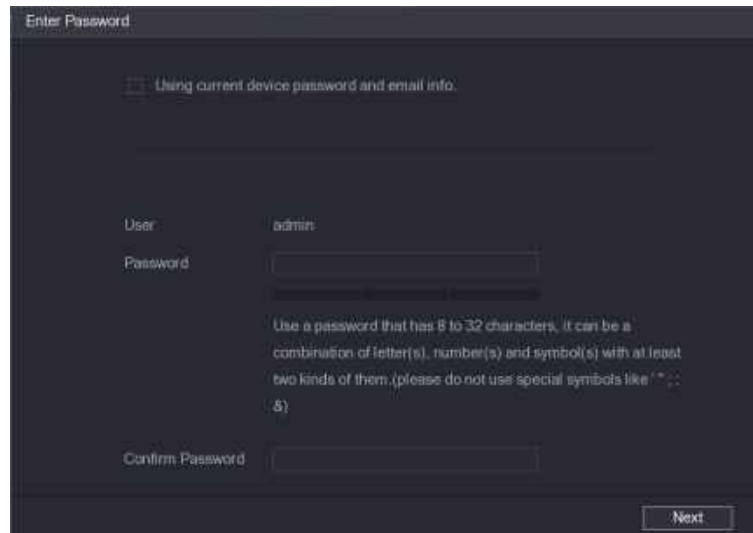 Enter Password
Using current device password and email info.
User admin
Password
Use a password that has 8 to 32 characters, it can be a
combination of letter(s), number(s) and symbol(s) with at least
two kinds of them.(please do not use special symbols like ' " ; :
&)
Confirm Password
Next